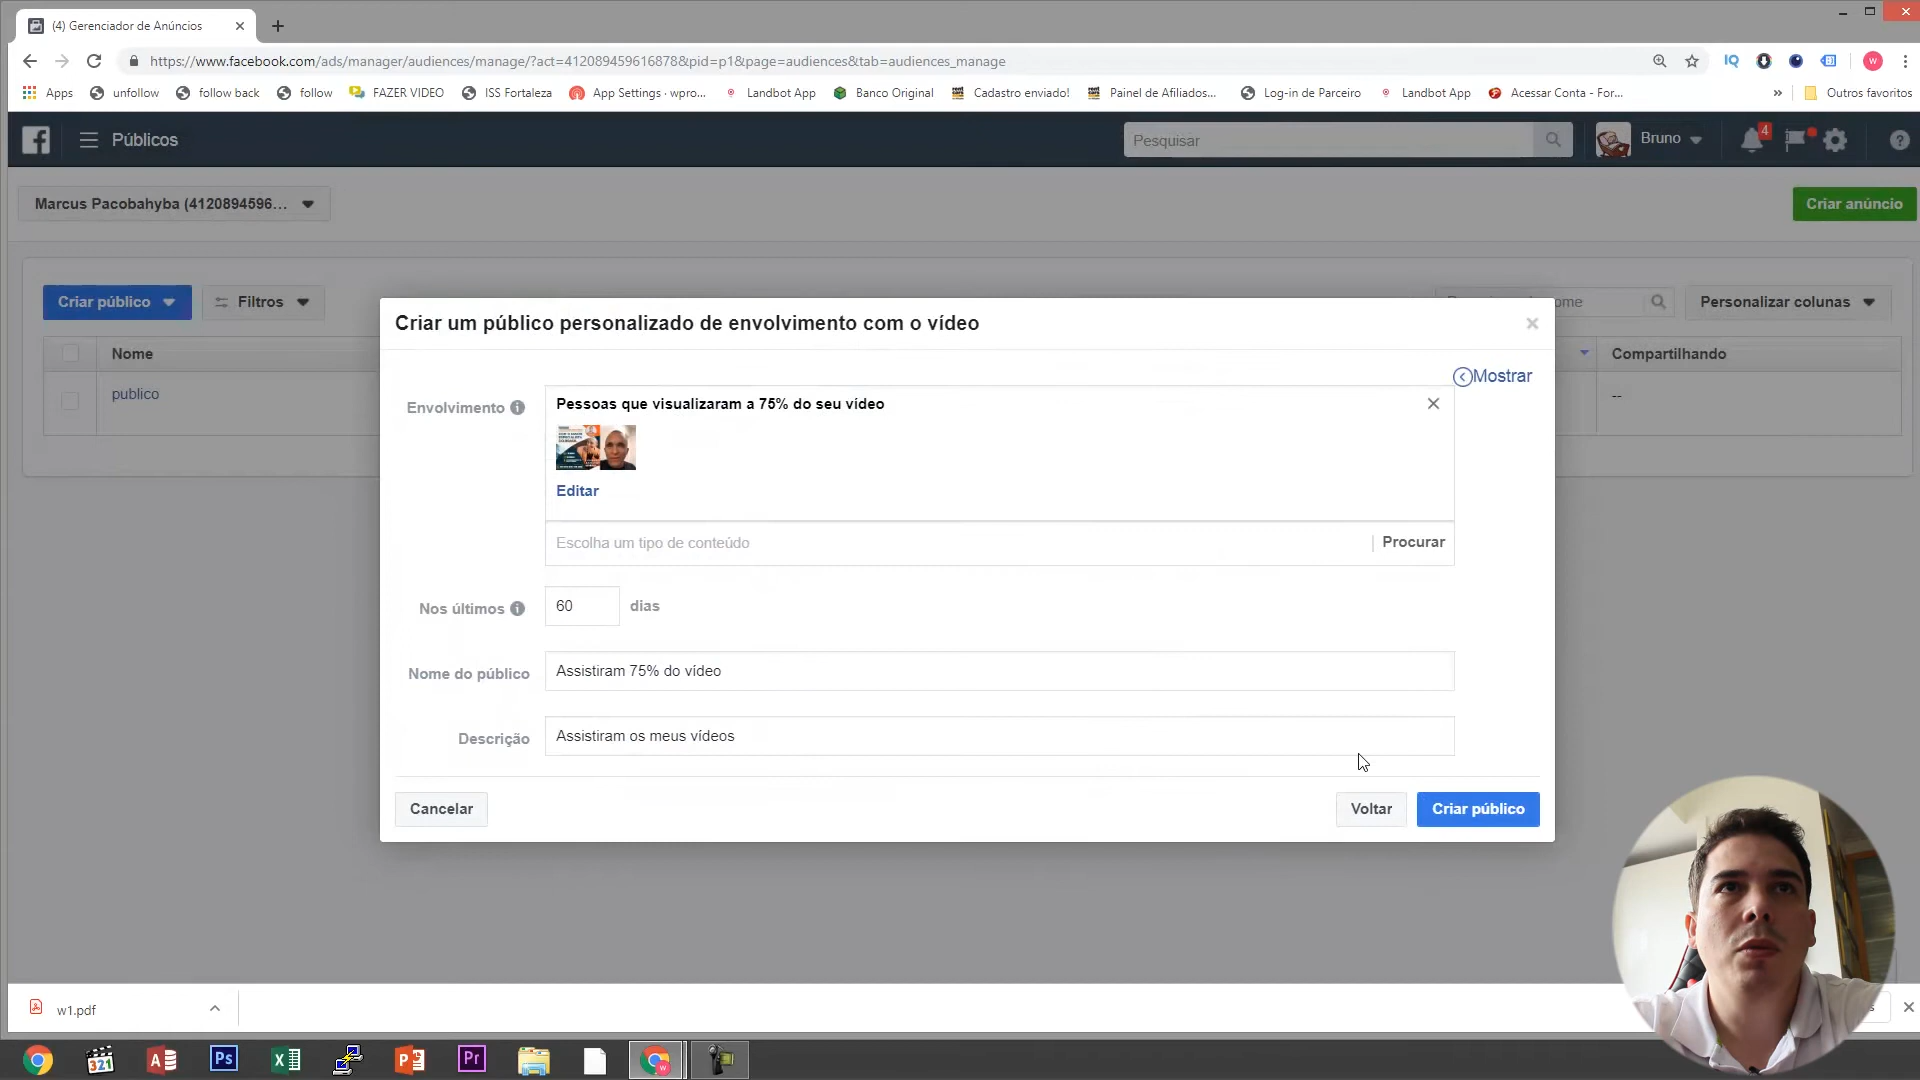 (4) Gerenciador de Anúncios
https://www.facebook.com/ads/manager/audiences/manage/?act=412089459616878&pid=p1&page=audiences&tab=audiences_manage
Apps unfollow follow back follow FAZER VIDEO ISS Fortaleza App Settings · wpro... Landbot App Banco Original Cadastro enviado! Painel de Afiliados... Log-in de Parceiro Landbot App Acessar Conta - For... » Outros favoritos
Públicos Pesquisar Bruno 4
Marcus Pacobahyba (4120894596... Criar anúncio
Criar público Filtros ome Personalizar colunas
Nome Compartilhando
publico --
Criar um público personalizado de envolvimento com o vídeo
Mostrar
Envolvimento Pessoas que visualizaram a 75% do seu vídeo
Editar
Escolha um tipo de conteúdo Procurar
Nos últimos 60 dias
Nome do público Assistiram 75% do vídeo
Descrição Assistiram os meus vídeos
Cancelar Voltar Criar público
w1.pdf
321 Ps Pr